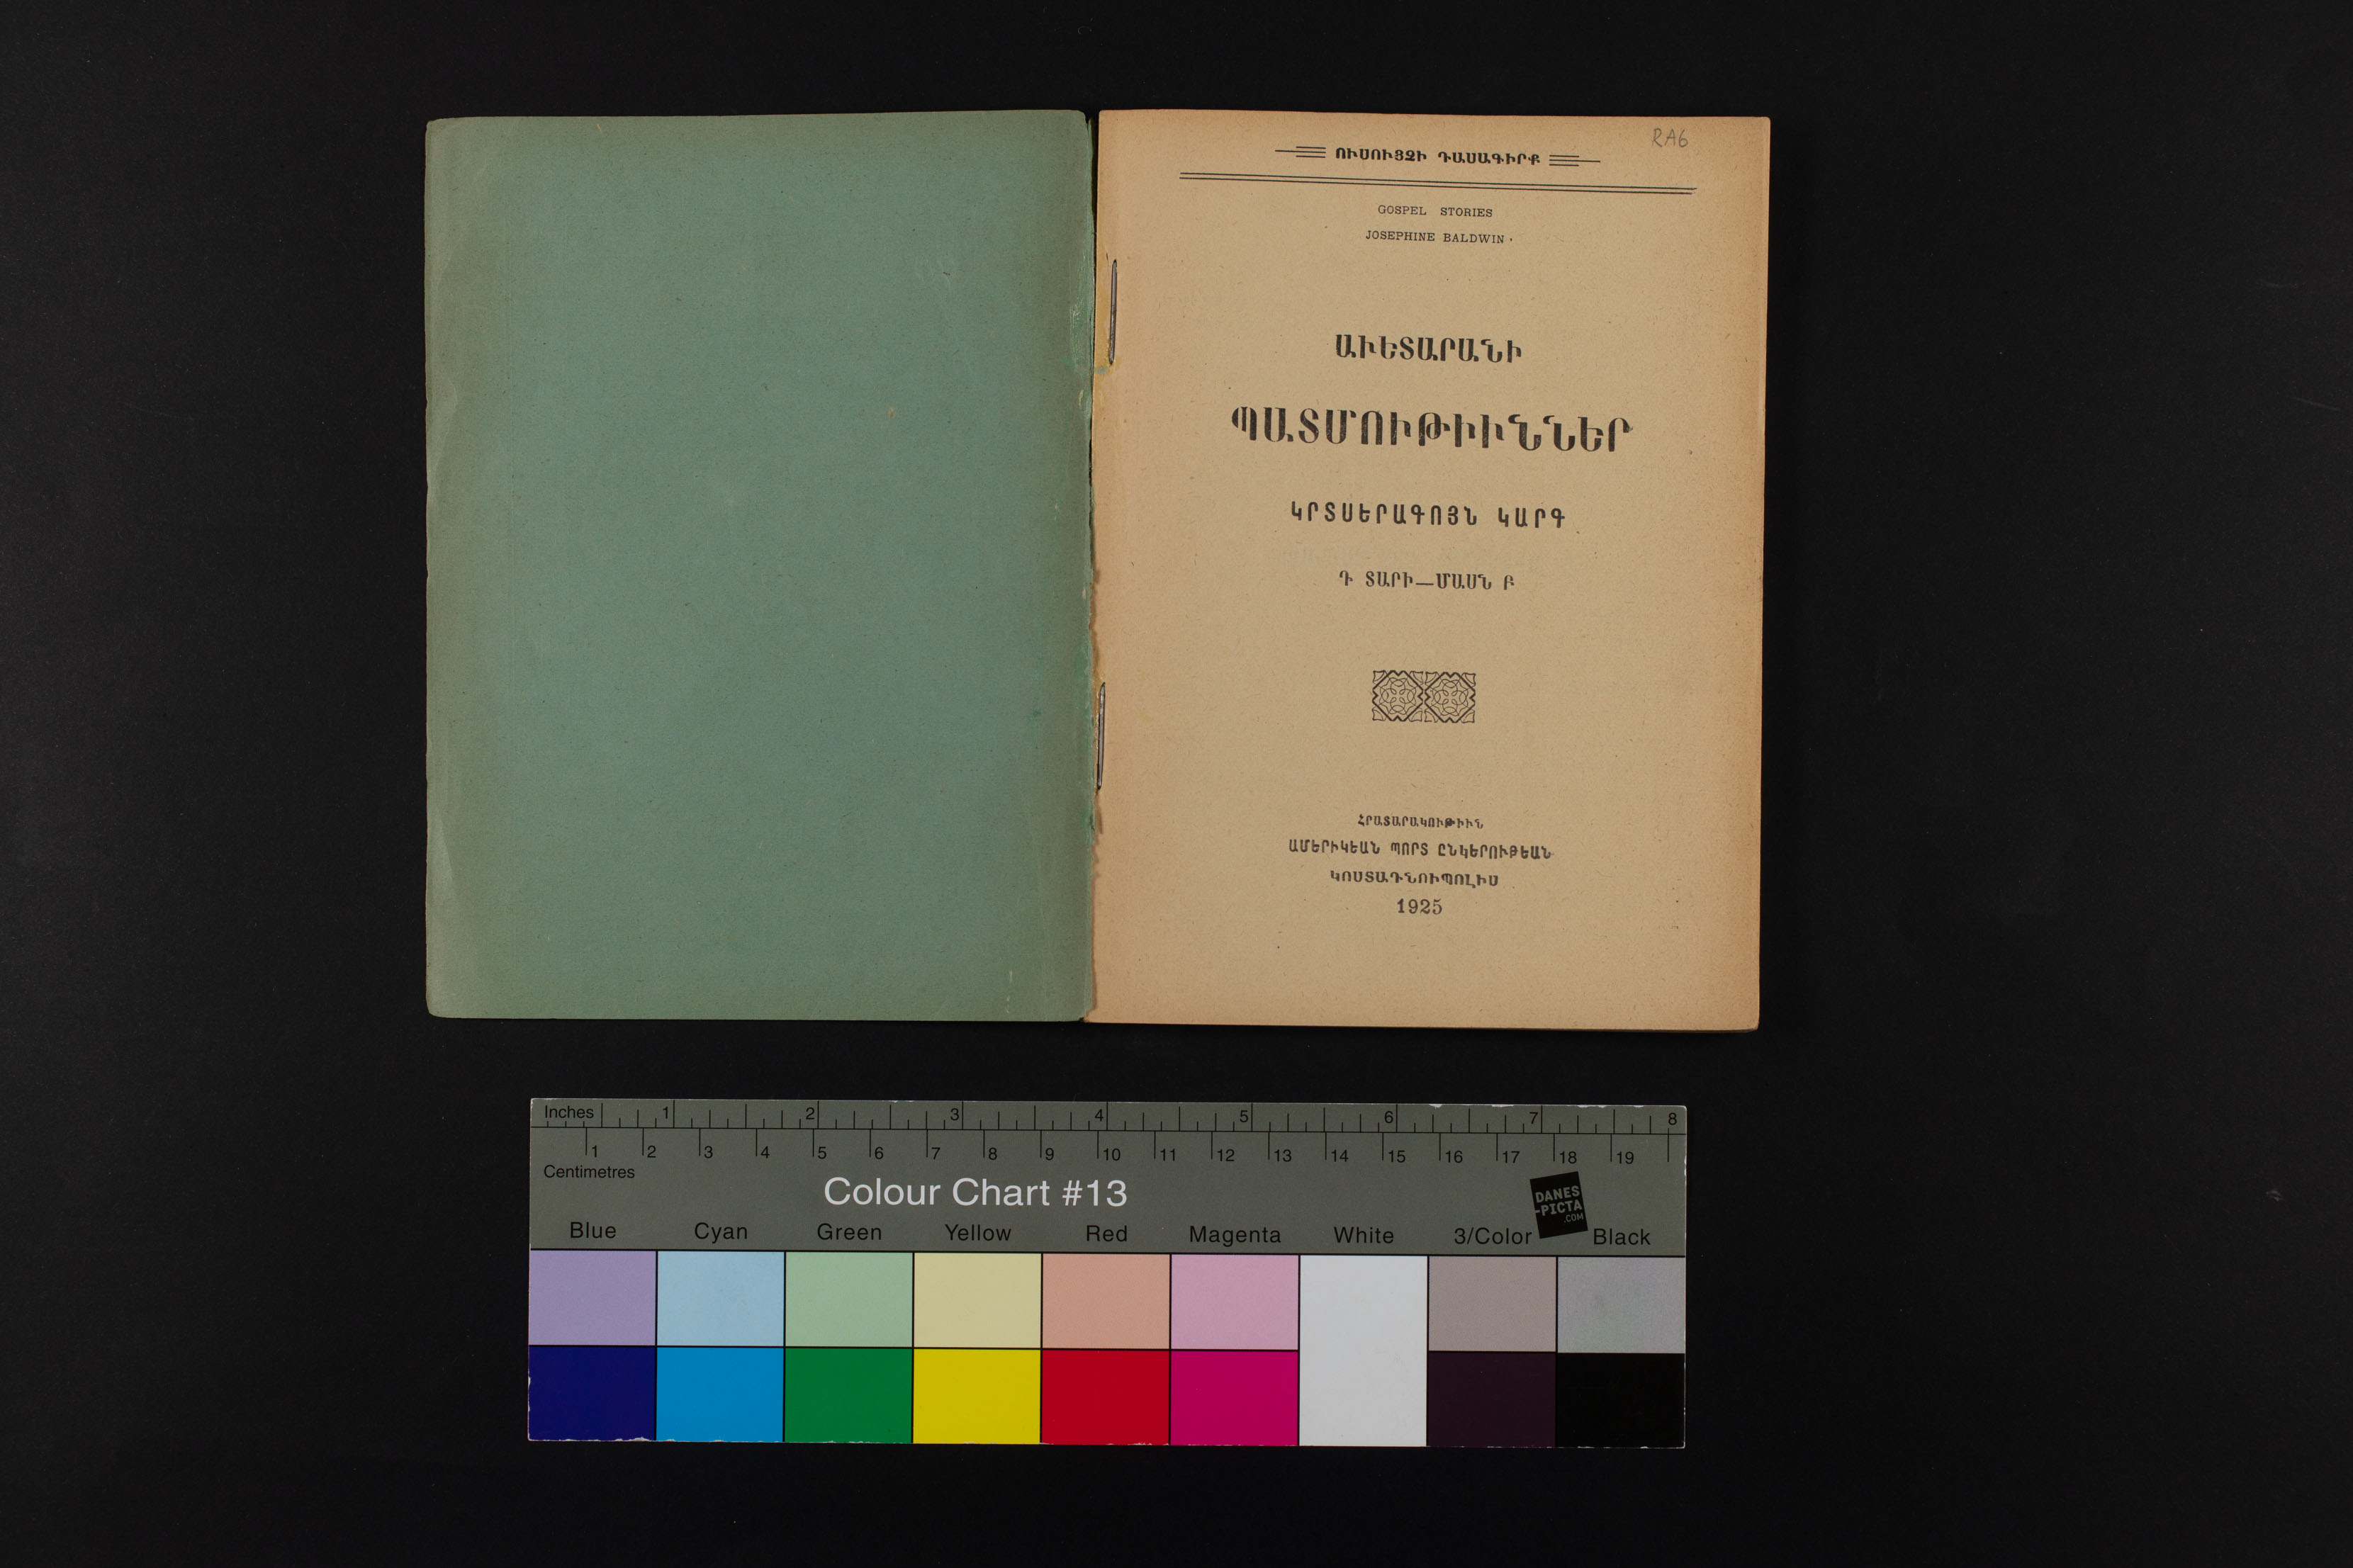 RA6
ՈՒՍՈՒՑՉԻ ԴԱՍԱԳԻՐՔ
GOSPEL STORIES
JOSEPHINE BALDWIN
ԱՒԵՏԱՐԱՆԻ
ՊԱՏՄՈՒԹԻՒՆՆԵՐ
ԿՐՏՍԵՐԱԳՈՅՆ ԿԱՐԳ
Դ ՏԱՐԻ—ՄԱՍՆ Բ
ՀՐԱՏԱՐԱԿՈՒԹԻՒՆ
ԱՄԵՐԻԿԵԱՆ ՊՈՐՏ ԸՆԿԵՐՈՒԹԵԱՆ
ԿՈՍՏԱԴՆՈՒՊՈԼԻՍ
1925
Inches 1 2 3 4 5 6 7 8
1 2 3 4 5 6 7 8 9 10 11 12 13 14 15 16 17 18 19
Centimetres
Colour Chart #13
DANES
-PICTA
.COM
Blue Cyan Green Yellow Red Magenta White 3/Color Black